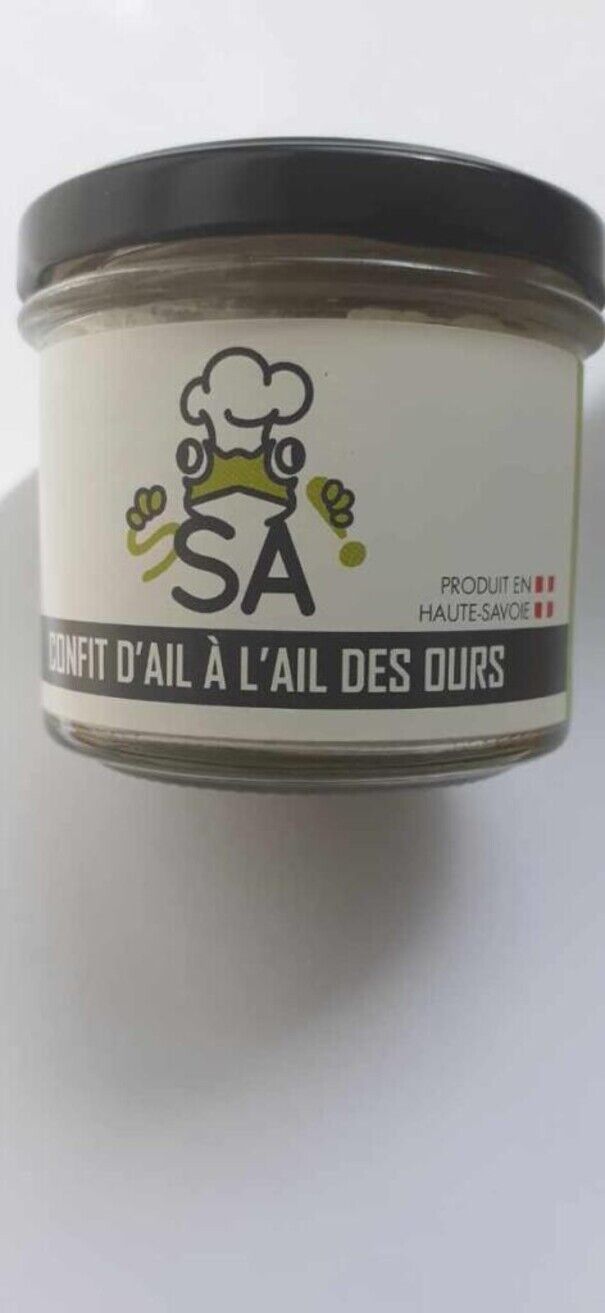 SA
PRODUIT EN
HAUTE-SAVOIE
CONFIT D'AIL À L'AIL DES OURS